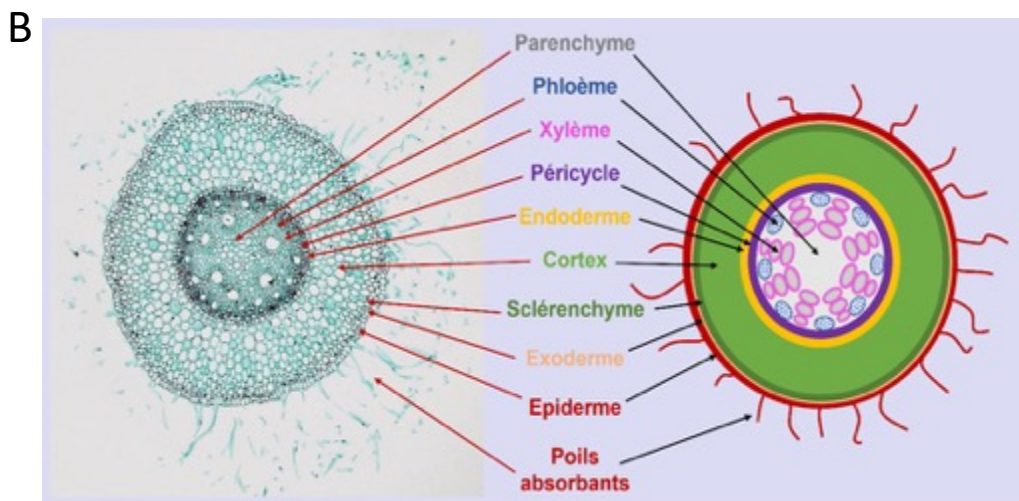 B
Parenchyme
Phloème
Xylème
Péricycle
Endoderme
Cortex
Sclérenchyme
Exoderme
Epiderme
Poils
absorbants